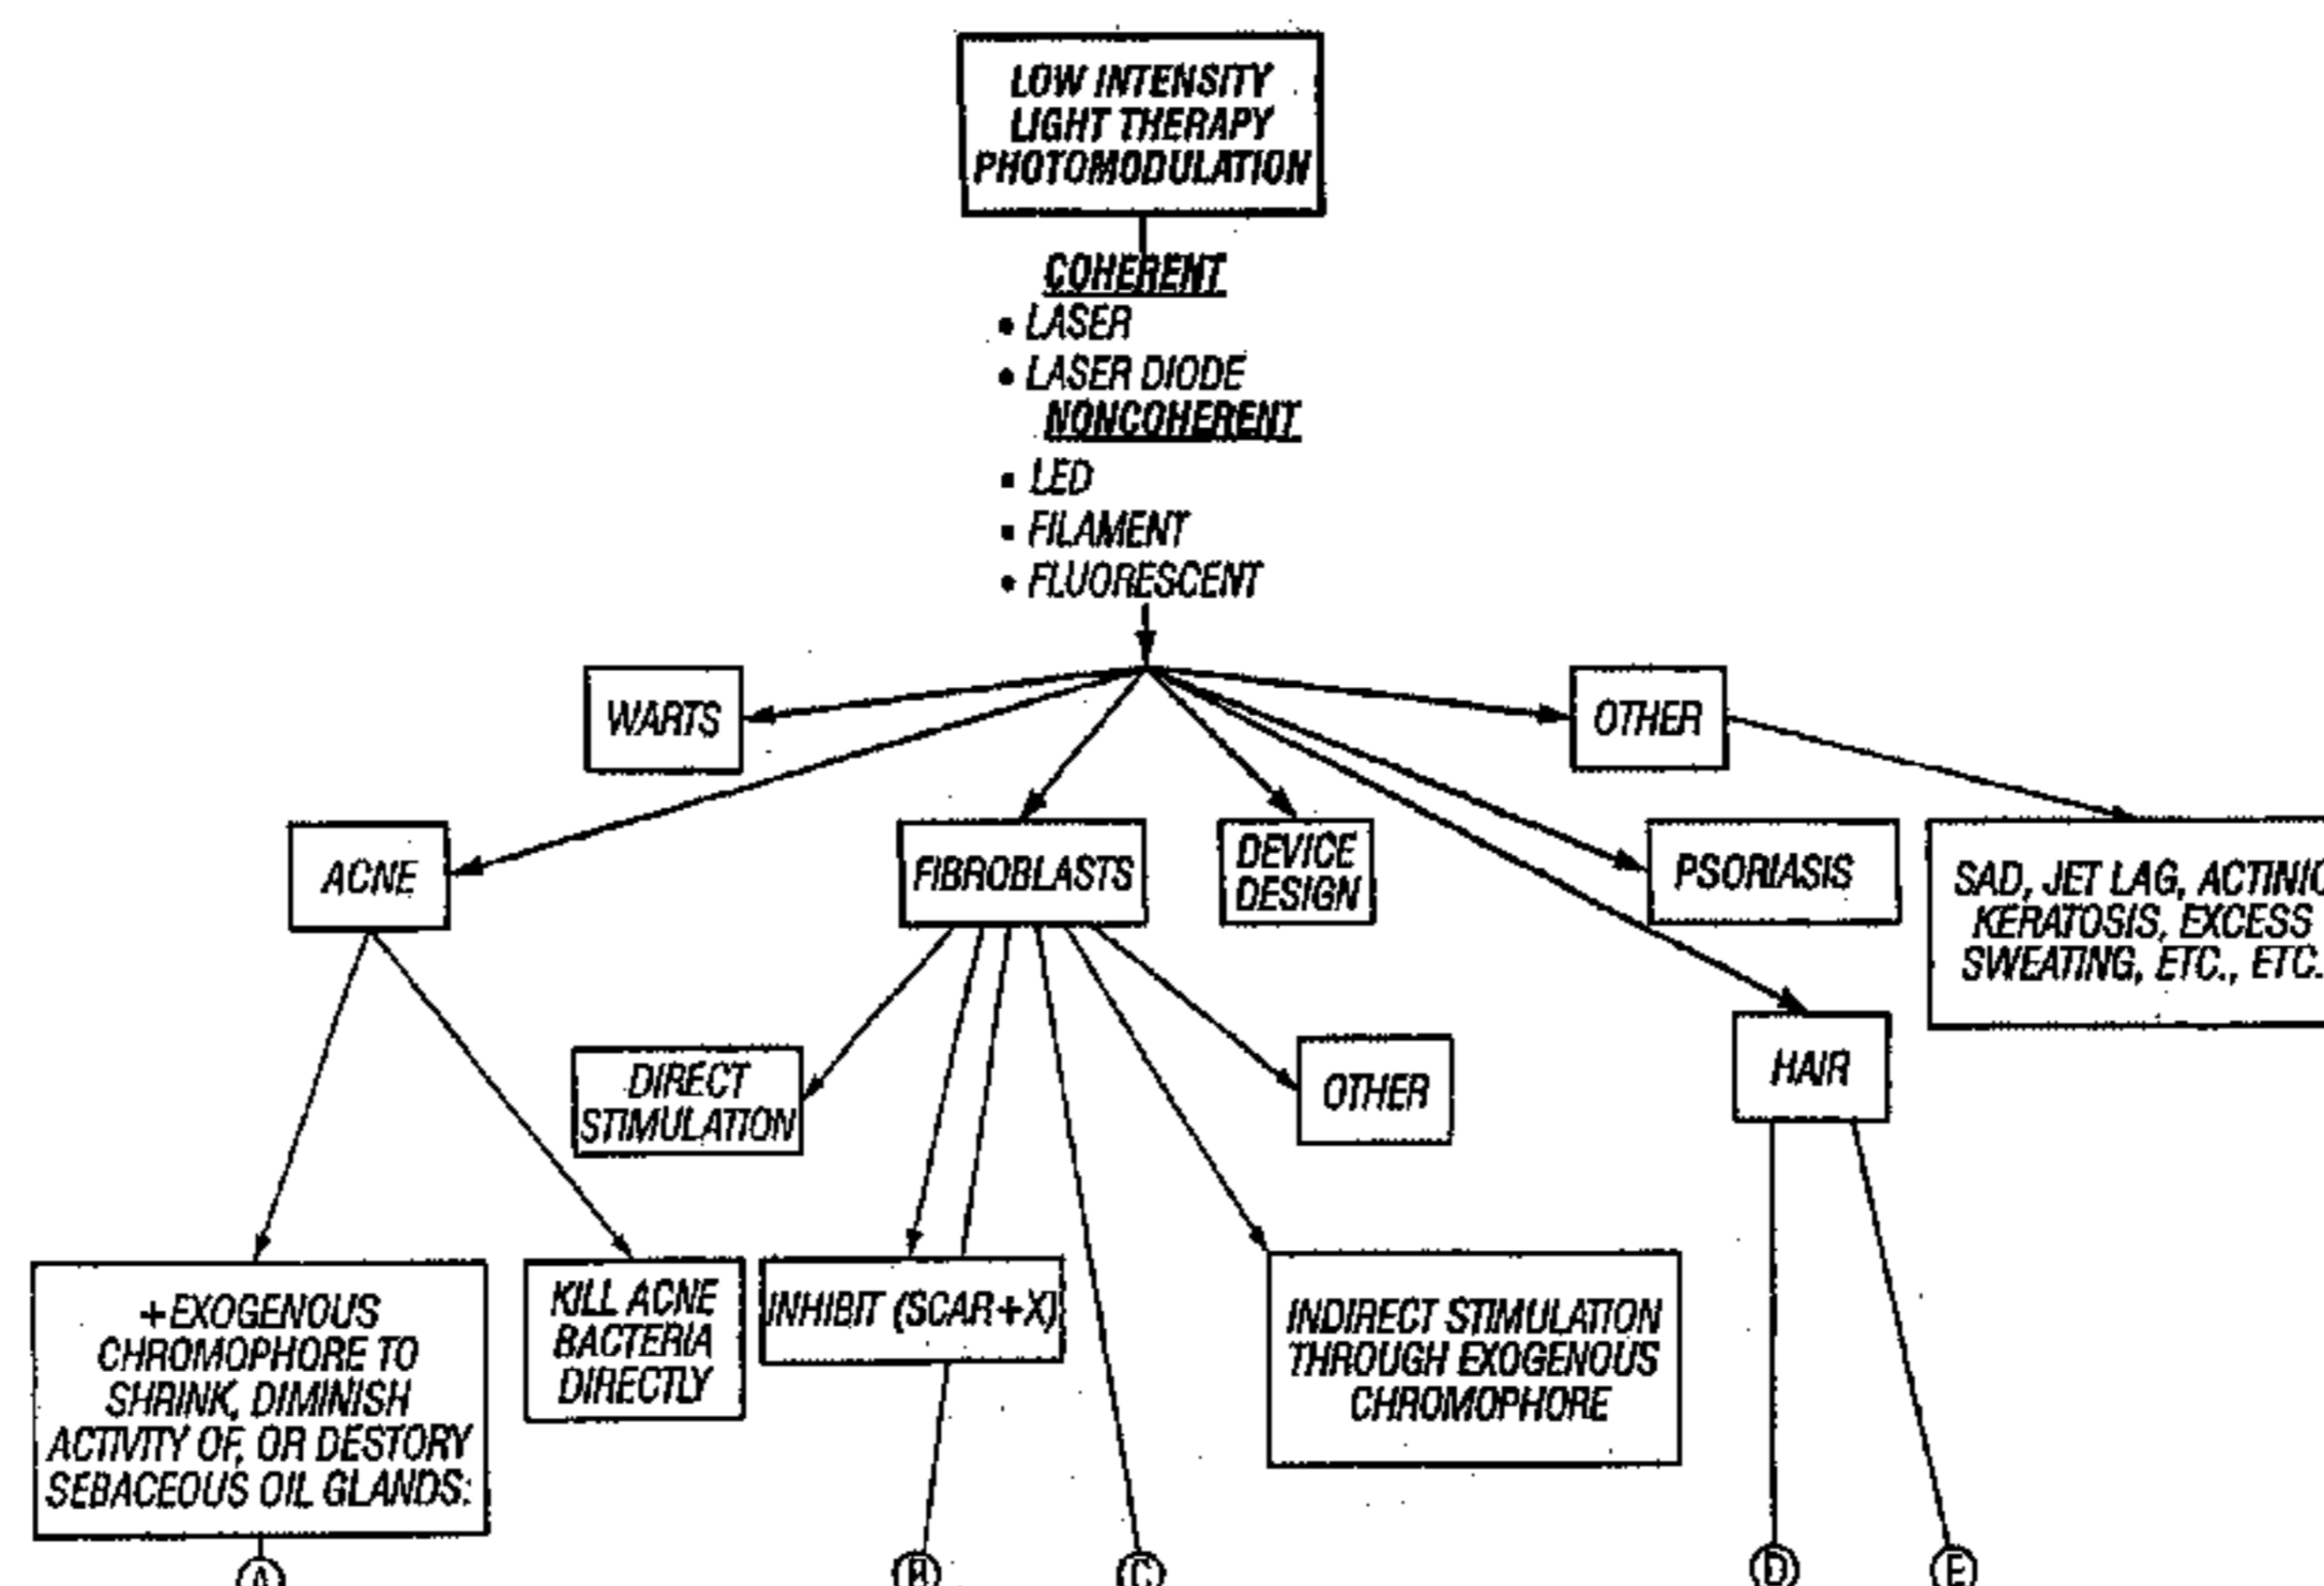 LOW INTENSITY
LIGHT THERAPY
PHOTOMODULATION
COHERENT
• LASER
• LASER DIODE
NONCOHERENT
• LED
• FILAMENT
• FLUORESCENT
WARTS
OTHER
ACNE
FIBROBLASTS
DEVICE
DESIGN
PSORIASIS
SAD, JET LAG, ACTINIC
KERATOSIS, EXCESS
SWEATING, ETC., ETC.
DIRECT
STIMULATION
OTHER
HAIR
+EXOGENOUS
CHROMOPHORE TO
SHRINK, DIMINISH
ACTIVITY OF, OR DESTORY
SEBACEOUS OIL GLANDS:
KILL ACNE
BACTERIA
DIRECTLY
INHIBIT (SCAR+X)
INDIRECT STIMULATION
THROUGH EXOGENOUS
CHROMOPHORE
A
B
C
D
E